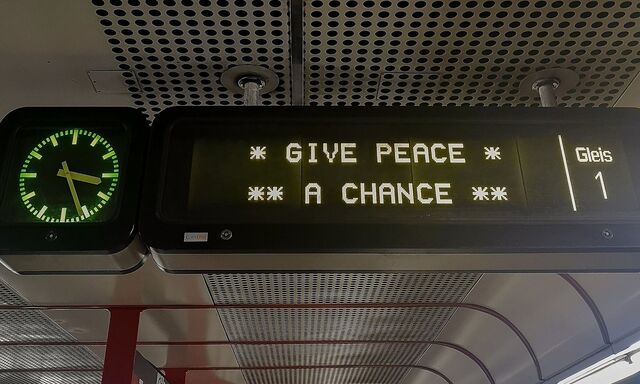 * GIVE PEACE *
** A CHANCE **
Gleis
1